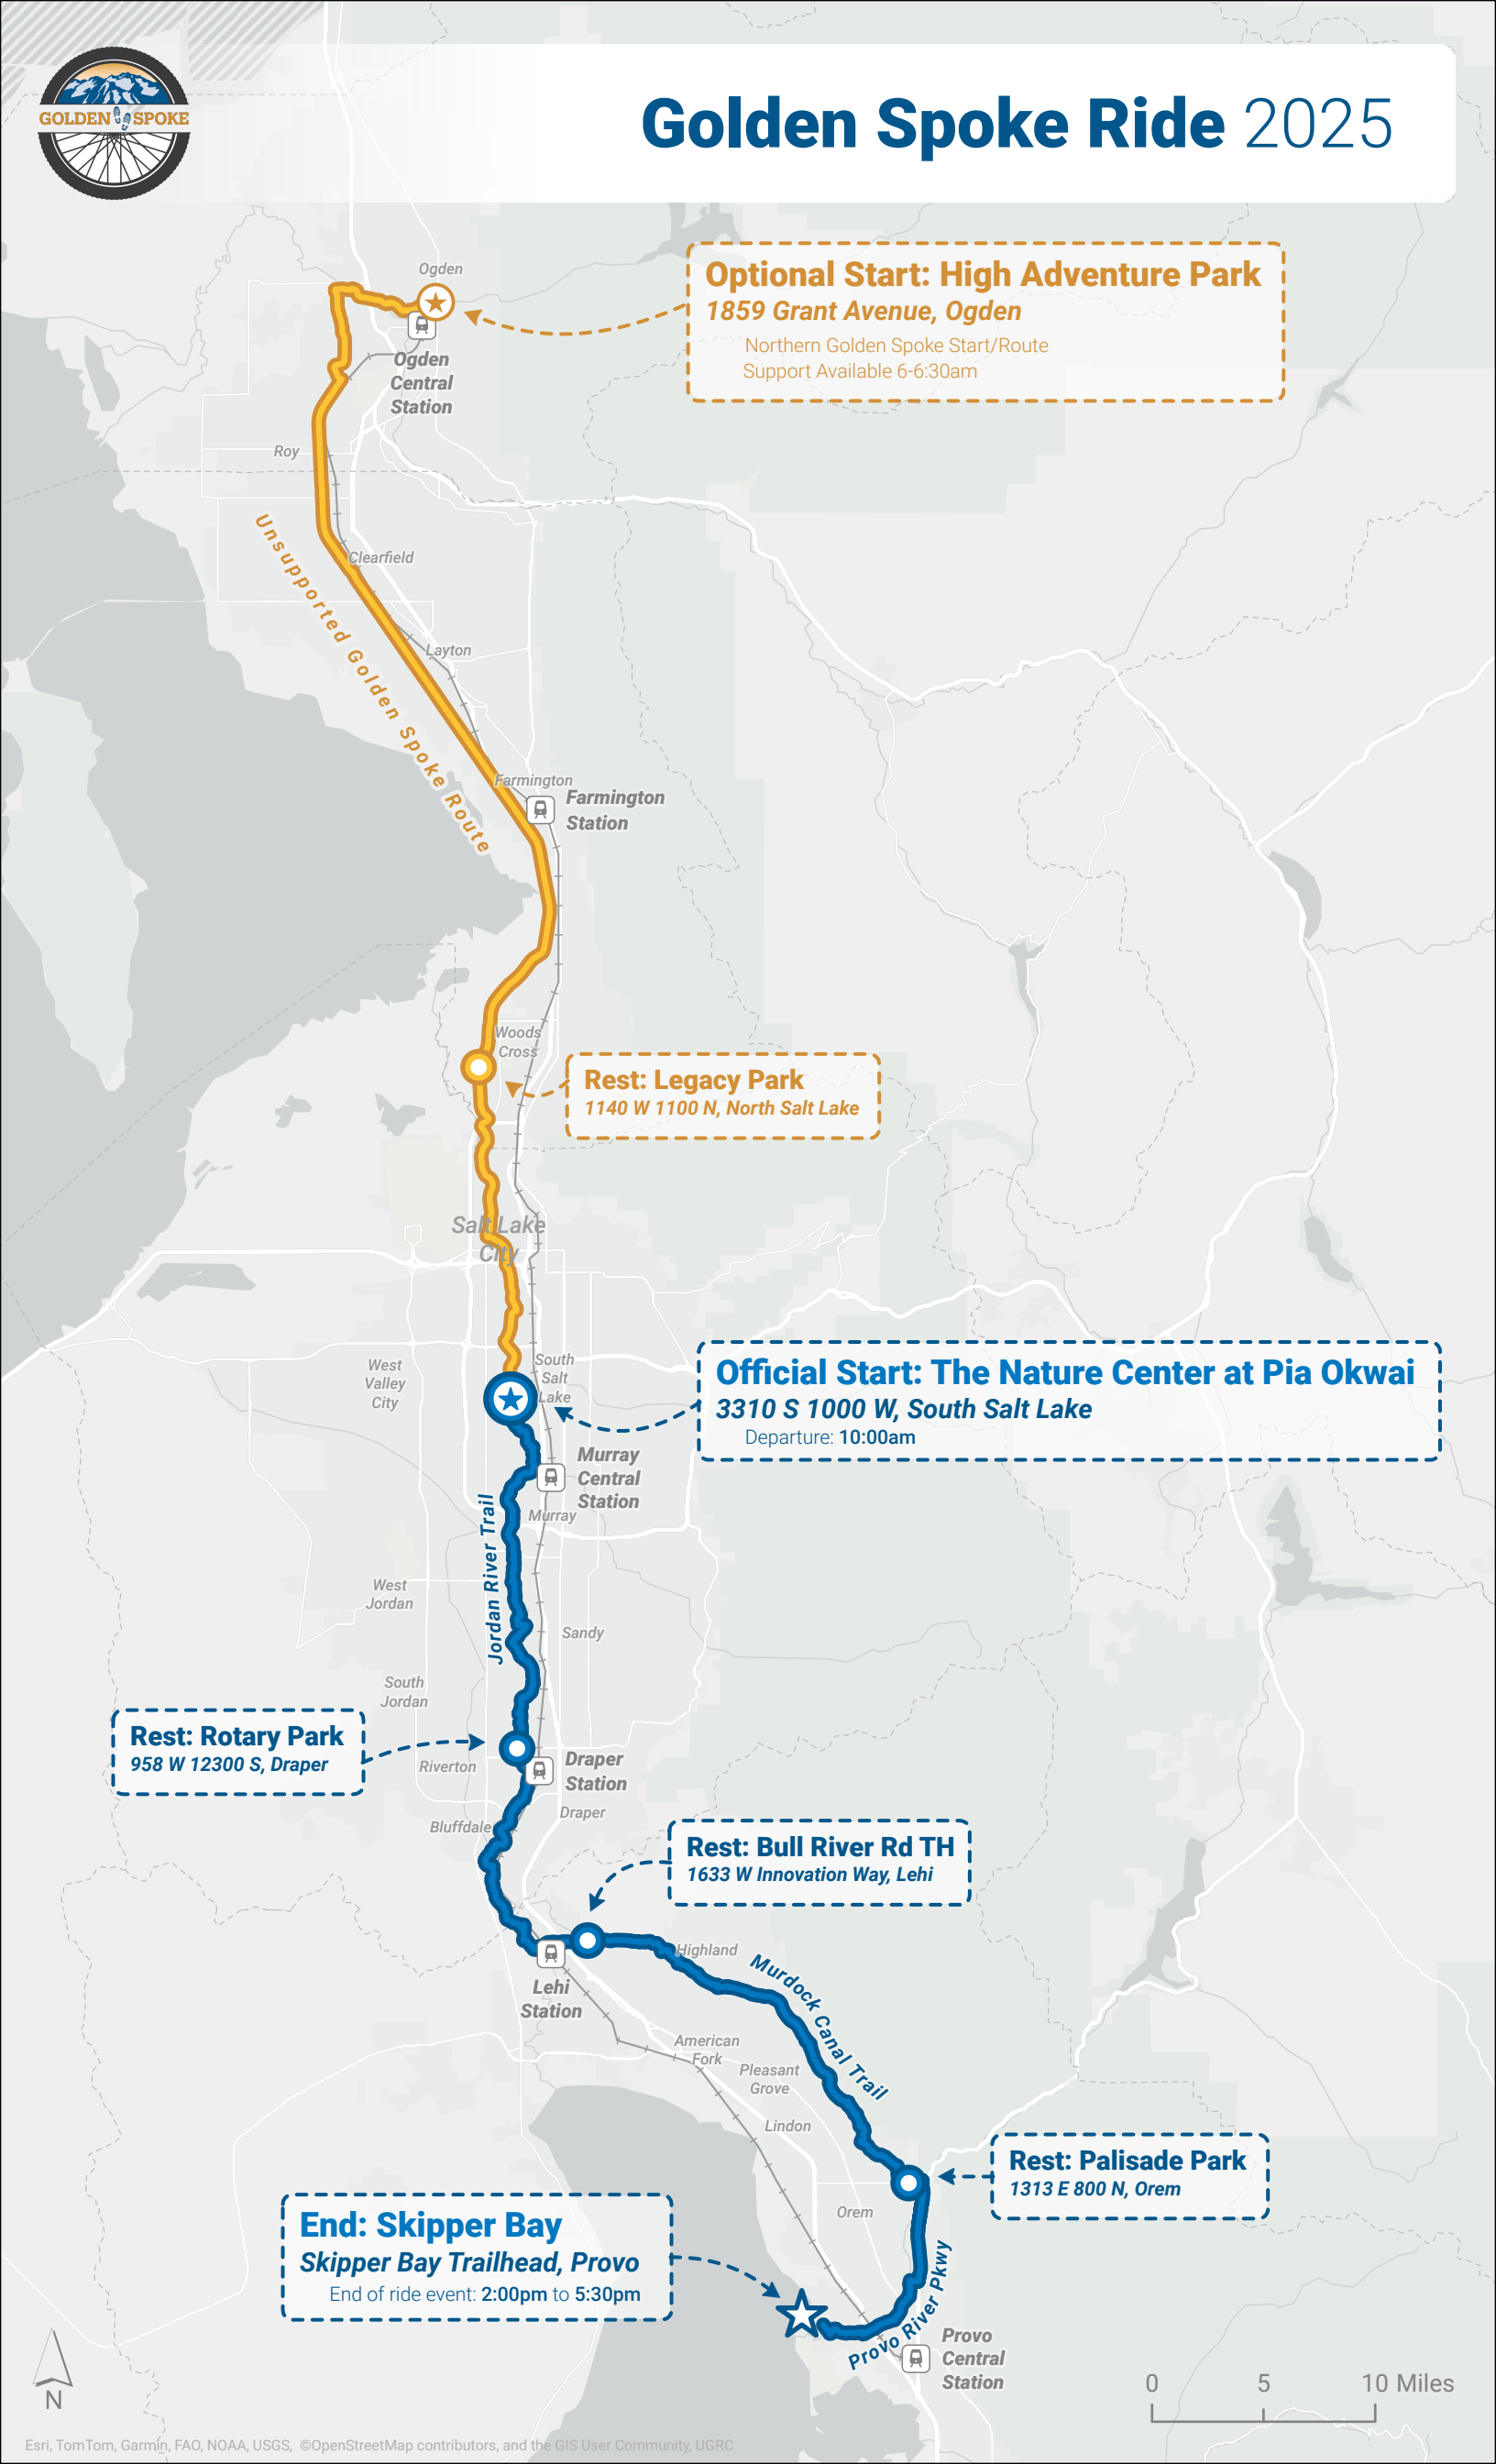 GOLDEN SPOKE
Golden Spoke Ride 2025
Ogden
Optional Start: High Adventure Park
1859 Grant Avenue, Ogden
Northern Golden Spoke Start/Route
Support Available 6-6:30am
Ogden
Central
Station
Roy
Unsupported Golden Spoke Route
Clearfield
Layton
Farmington
Farmington
Station
Woods
Cross
Rest: Legacy Park
1140 W 1100 N, North Salt Lake
Salt Lake
City
West
Valley
City
South
Salt
Lake
Official Start: The Nature Center at Pia Okwai
3310 S 1000 W, South Salt Lake
Departure: 10:00am
Murray
Central
Station
Murray
Jordan River Trail
West
Jordan
Sandy
South
Jordan
Rest: Rotary Park
958 W 12300 S, Draper
Riverton
Draper
Station
Draper
Bluffdale
Rest: Bull River Rd TH
1633 W Innovation Way, Lehi
Highland
Murdock Canal Trail
Lehi
Station
American
Fork
Pleasant
Grove
Lindon
Rest: Palisade Park
1313 E 800 N, Orem
Orem
End: Skipper Bay
Skipper Bay Trailhead, Provo
End of ride event: 2:00pm to 5:30pm
Provo River Pkwy
Provo
Central
Station
N
0 5 10 Miles
Esri, TomTom, Garmin, FAO, NOAA, USGS, ©OpenStreetMap contributors, and the GIS User Community, UGRC